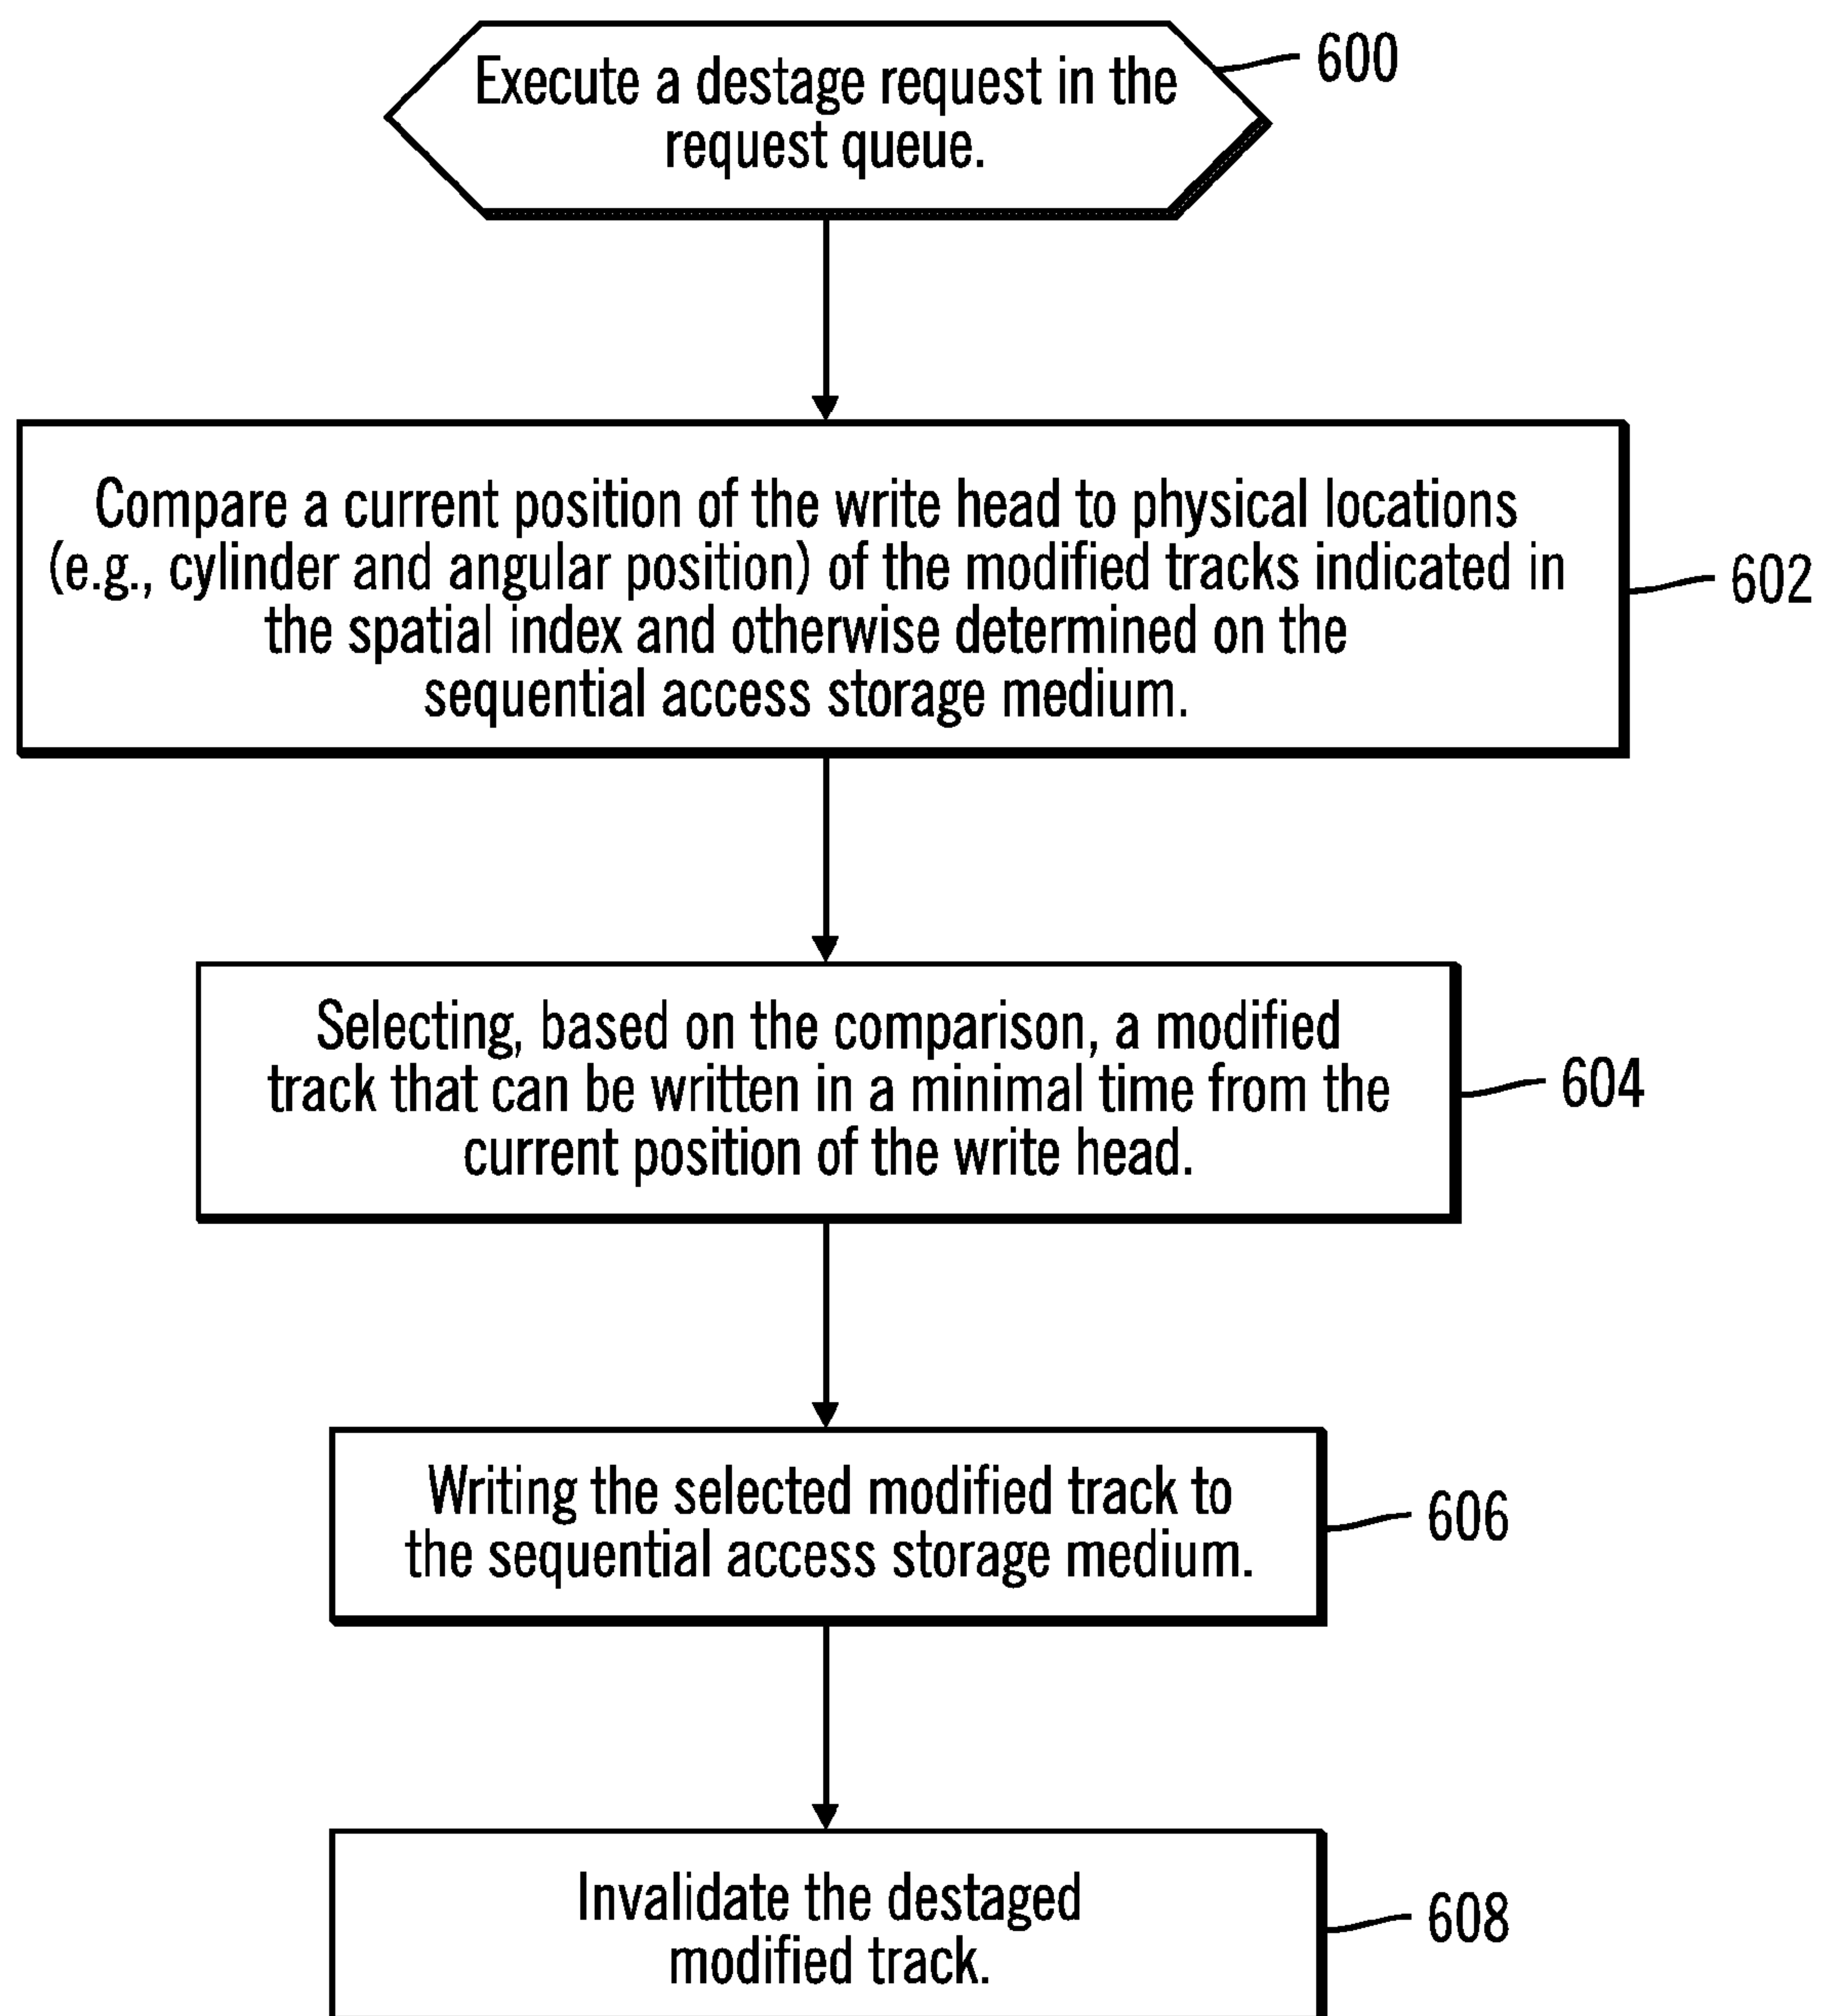 Execute a destage request in the
request queue.
600
Compare a current position of the write head to physical locations
(e.g., cylinder and angular position) of the modified tracks indicated in
the spatial index and otherwise determined on the
sequential access storage medium.
602
Selecting, based on the comparison, a modified
track that can be written in a minimal time from the
current position of the write head.
604
Writing the selected modified track to
the sequential access storage medium.
606
Invalidate the destaged
modified track.
608